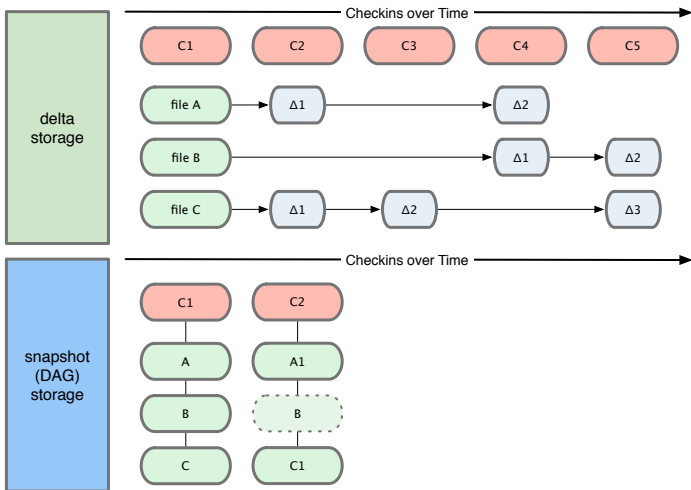 Checkins over Time
C1 C2 C3 C4 C5
delta
storage
file A Δ1 Δ2
file B Δ1 Δ2
file C Δ1 Δ2 Δ3
Checkins over Time
C1 C2
snapshot
(DAG)
storage
A A1
B B
C C1